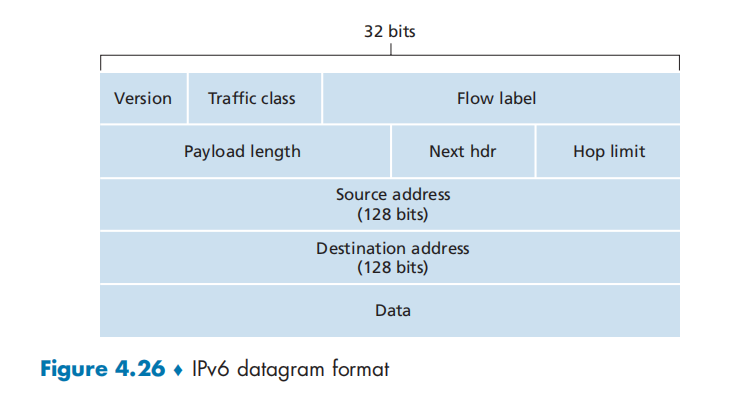 32 bits
Version Traffic class Flow label
Payload length Next hdr Hop limit
Source address
(128 bits)
Destination address
(128 bits)
Data
Figure 4.26 ♦ IPv6 datagram format